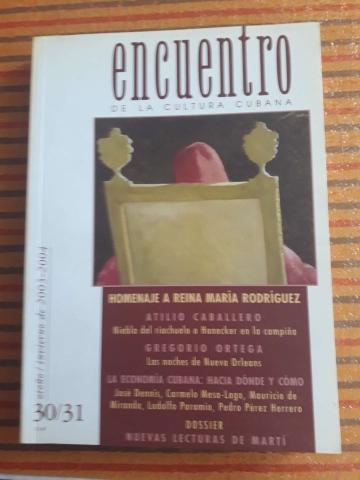 encuentro
DE LA CULTURA CUBANA
HOMENAJE A REINA MARÍA RODRÍGUEZ
ATILIO CABALLERO
Niebla del riachuelo a Honecker en la campiña
GREGORIO ORTEGA
Las noches de Nueva Orleans
LA ECONOMÍA CUBANA: HACIA DÓNDE Y CÓMO
José Dennis, Carmelo Mesa-Lago, Mauricio de
Miranda, Ludolfo Paramio, Pedro Pérez Herrero
DOSSIER
NUEVAS LECTURAS DE MARTÍ
otoño / invierno de 2003-2004
30/31